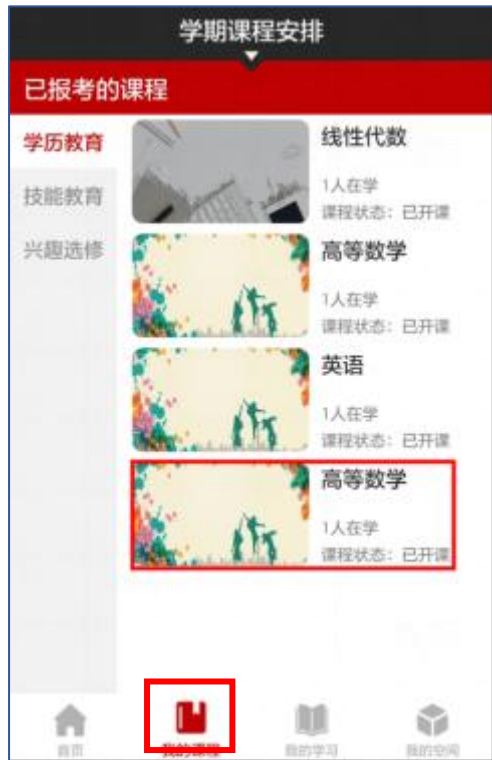 学期课程安排
已报考的课程
学历教育
技能教育
兴趣选修
线性代数
1人在学
课程状态：已开课
高等数学
1人在学
课程状态：已开课
英语
1人在学
课程状态：已开课
高等数学
1人在学
课程状态：已开课
首页
我的课程
我的学习
我的空间